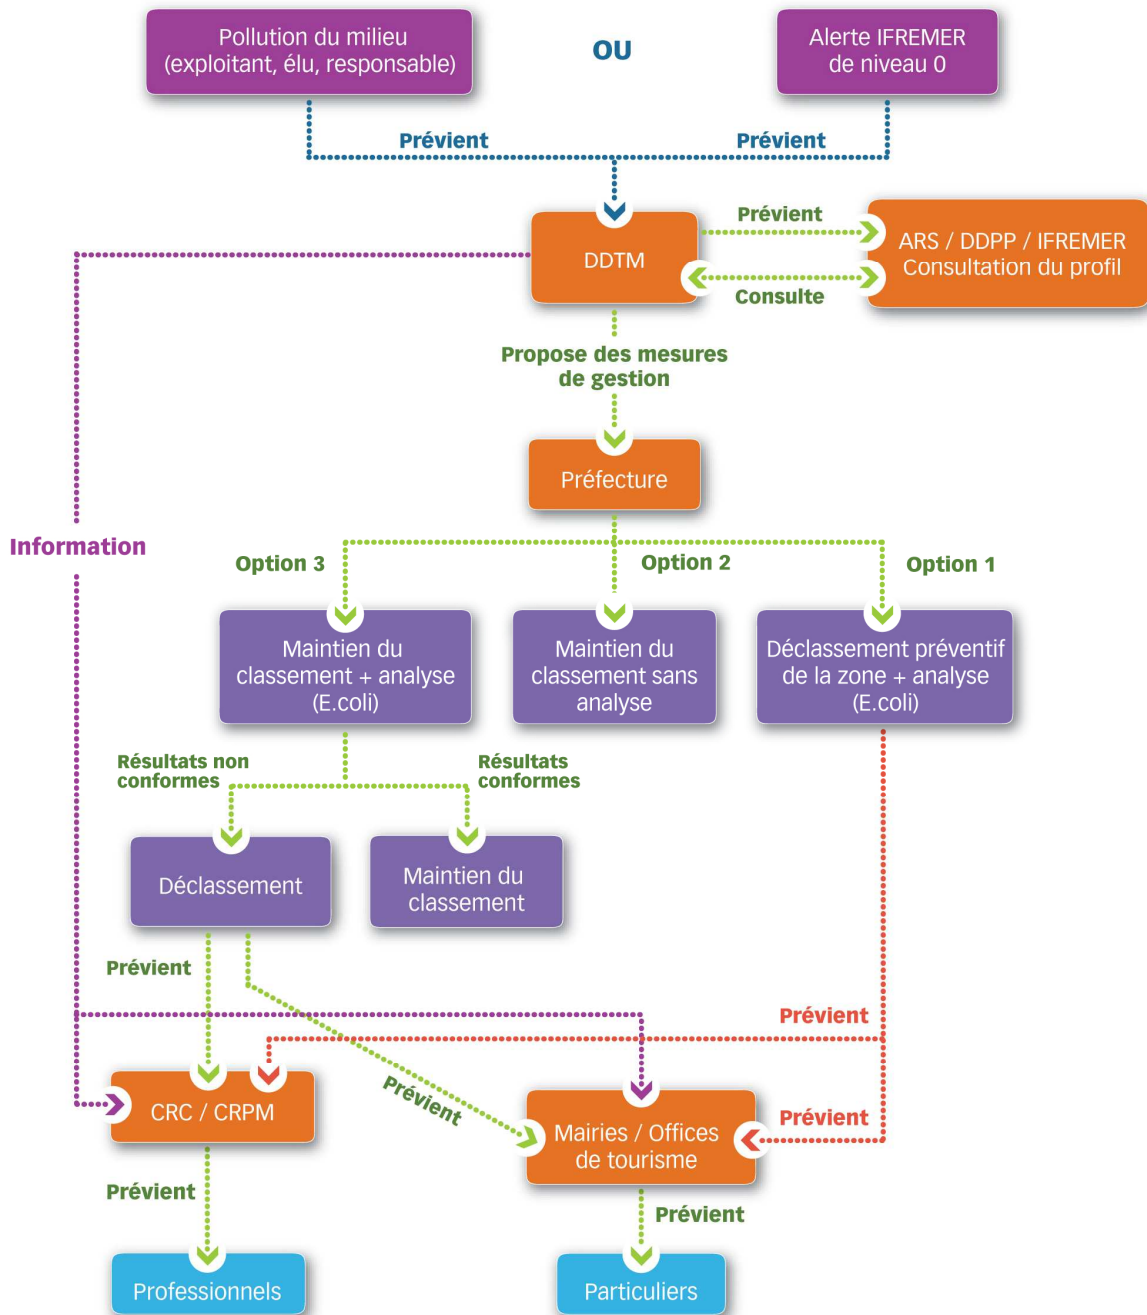 Pollution du milieu
(exploitant, élu, responsable)
OU
Alerte IFREMER
de niveau 0
Prévient
Prévient
DDTM
Prévient
Consulte
ARS / DDPP / IFREMER
Consultation du profil
Propose des mesures
de gestion
Préfecture
Information
Option 3
Option 2
Option 1
Maintien du
classement + analyse
(E.coli)
Maintien du
classement sans
analyse
Déclassement préventif
de la zone + analyse
(E.coli)
Résultats non
conformes
Résultats
conformes
Déclassement
Maintien du
classement
Prévient
Prévient
Prévient
Prévient
CRC / CRPM
Mairies / Offices
de tourisme
Prévient
Prévient
Professionnels
Particuliers